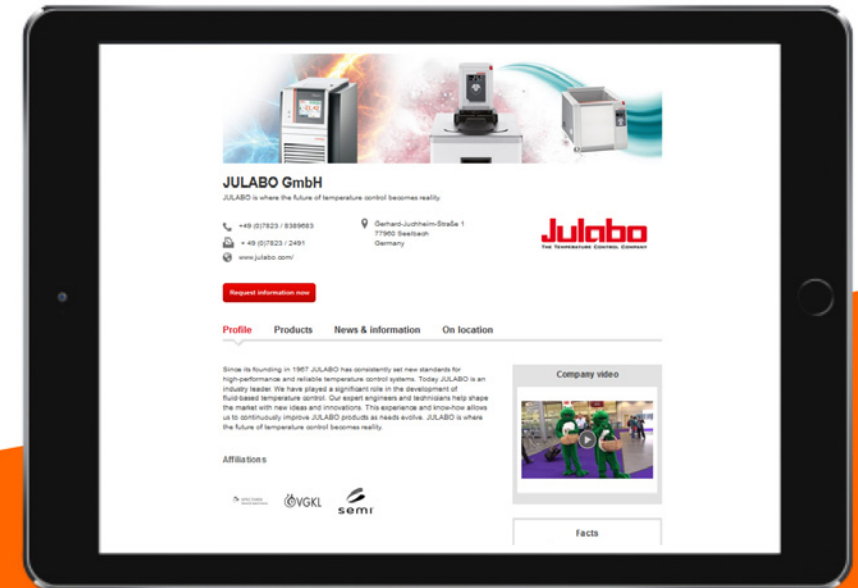 JULABO GmbH
JULABO is where the future of temperature control becomes reality.
+49 (0)7823 / 8389683
+ 49 (0)7823 / 2491
www.julabo.com/
Gerhard-Juchheim-Straße 1
77960 Seelbach
Germany
Julabo
THE TEMPERATURE CONTROL COMPANY
Request information now
Profile Products News & information On location
Since its founding in 1967 JULABO has consistently set new standards for
high-performance and reliable temperature control systems. Today JULABO is an
industry leader. We have played a significant role in the development of
fluid-based temperature control. Our expert engineers and technicians help shape
the market with new ideas and innovations. This experience and know-how allows
us to continuously improve JULABO products as needs evolve. JULABO is where
the future of temperature control becomes reality.
Affiliations
VGKL
semi
Company video
Facts